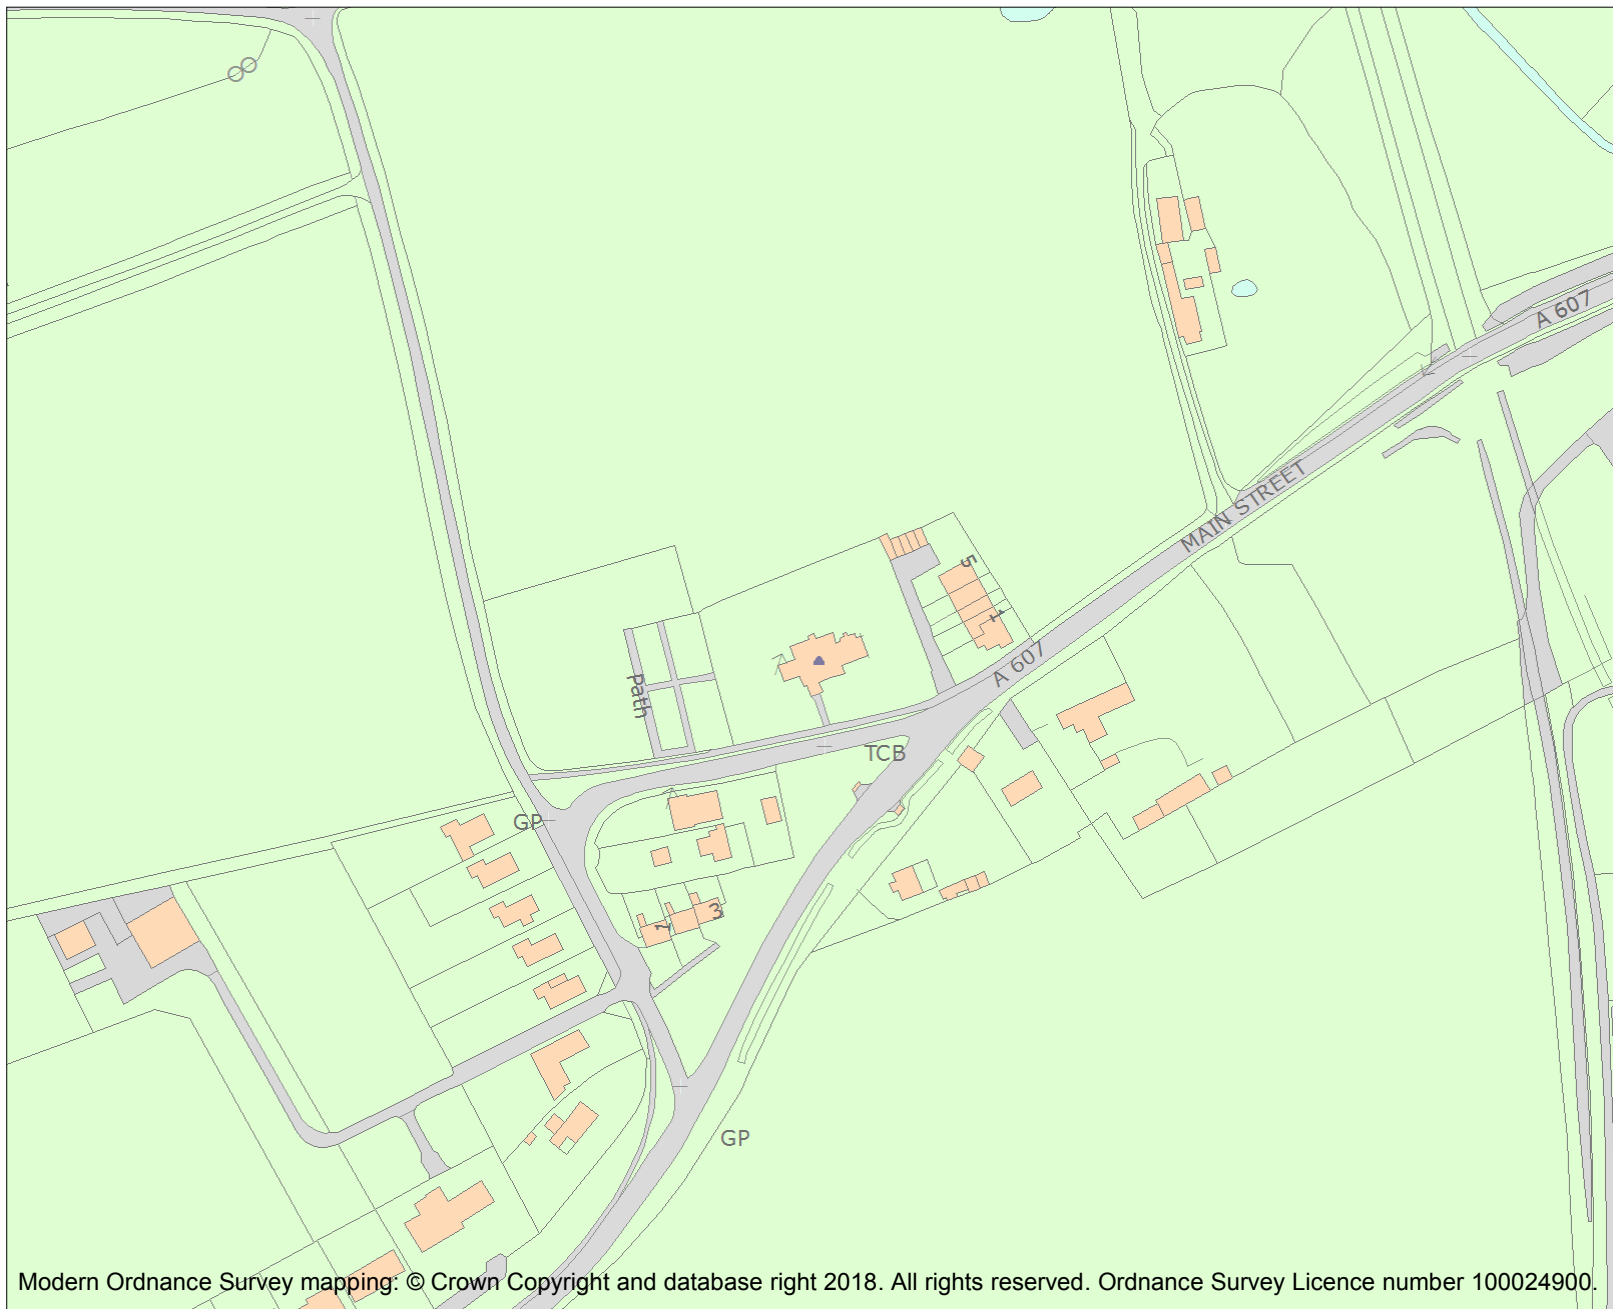 A 607
MAIN STREET
5
1
A 607
Path
TCB
GP
3
1
GP
Modern Ordnance Survey mapping: © Crown Copyright and database right 2018. All rights reserved. Ordnance Survey Licence number 100024900.